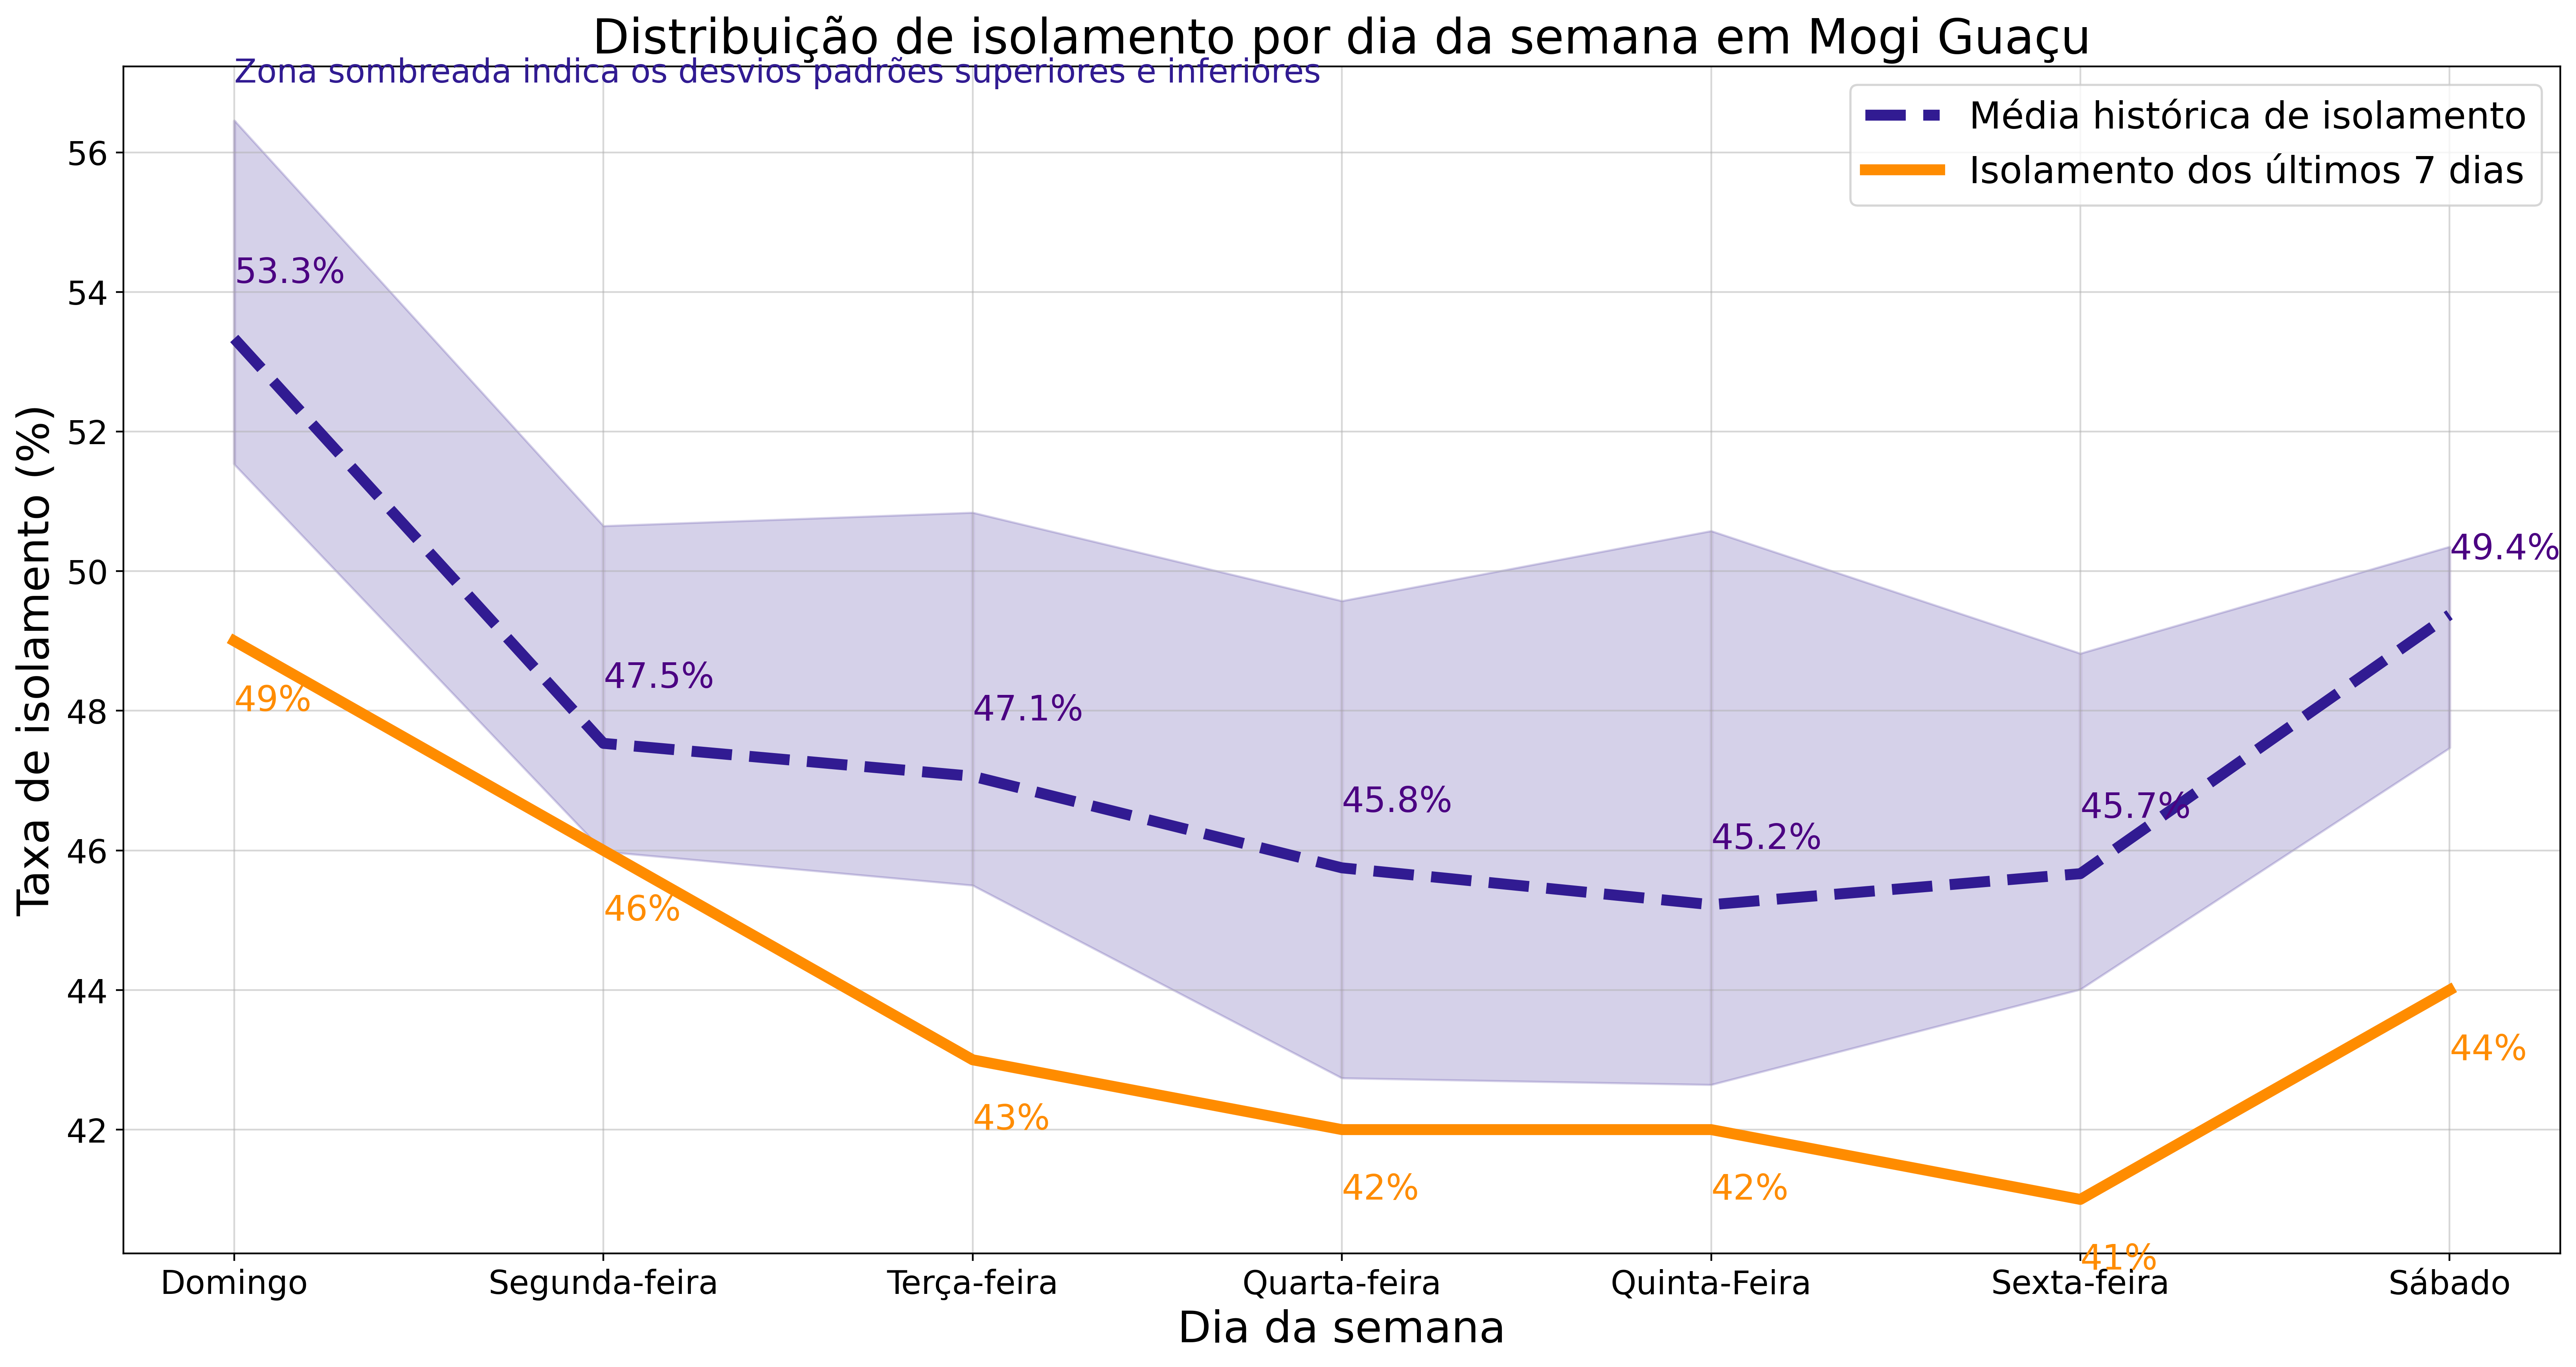 Distribuição de isolamento por dia da semana em Mogi Guaçu
Zona sombreada indica os desvios padrões superiores e inferiores
Média histórica de isolamento
Isolamento dos últimos 7 dias
Taxa de isolamento (%)
56
54
52
50
48
46
44
42
53.3%
47.5%
47.1%
45.8%
45.2%
45.7%
49.4%
49%
46%
43%
42%
42%
41%
44%
Domingo
Segunda-feira
Terça-feira
Quarta-feira
Quinta-Feira
Sexta-feira
Sábado
Dia da semana